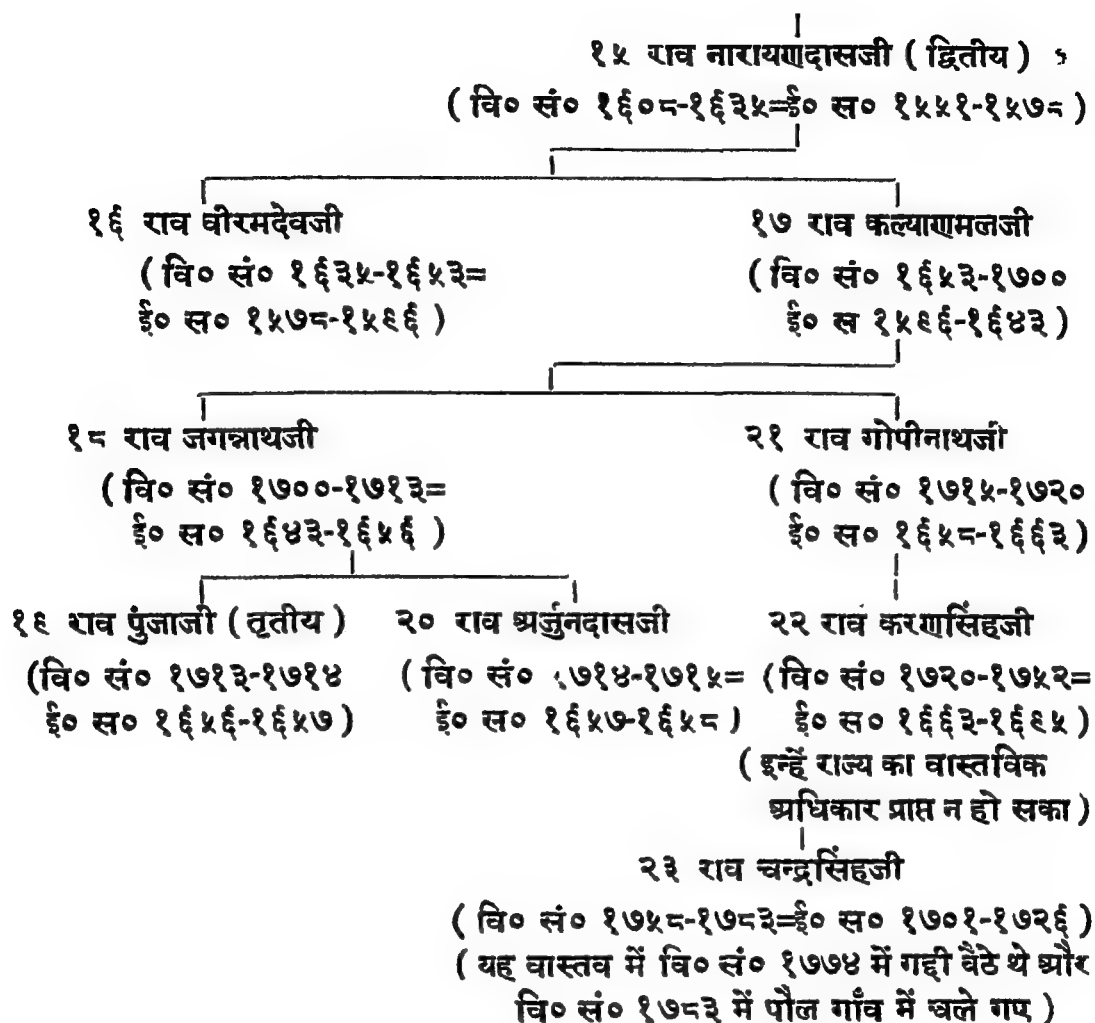 १५ राव नारायणदासजी ( द्वितीय )
( वि० सं० १६०८-१६३५=ई० स० १५५१-१५७८ )
१६ राव वीरमदेवजी
( वि० सं० १६३५-१६५३=
ई० स० १५७८-१५९६ )
१७ राव कल्याणमलजी
( वि० सं० १६५३-१७००
ई० स १५९६-१६४३ )
१८ राव जगन्नाथजी
( वि० सं० १७००-१७१३=
ई० स० १६४३-१६५६ )
२१ राव गोपीनाथजी
( वि० सं० १७१५-१७२०
ई० स० १६५८-१६६३ )
१९ राव पुंजाजी ( तृतीय )
(वि० सं० १७१३-१७१४
ई० स० १६५६-१६५७ )
२० राव अर्जुनदासजी
( वि० सं० १७१४-१७१५=
ई० स० १६५७-१६५८ )
२२ राव करणसिंहजी
(वि० सं० १७२०-१७५२=
ई० स० १६६३-१६९५ )
( इन्हें राज्य का वास्तविक
अधिकार प्राप्त न हो सका )
२३ राव चन्द्रसिंहजी
( वि० सं० १७५८-१७८३=ई० स० १७०१-१७२६ )
( यह वास्तव में वि० सं० १७७४ में गद्दी बैठे थे और
वि० सं० १७८३ में पौल गाँव में चले गए )